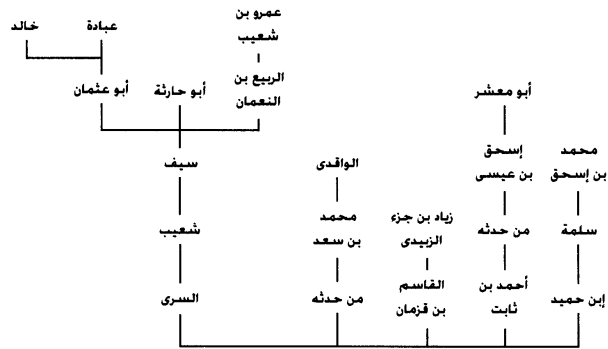 خالد
عبادة
عمرو بن
شعيب
أبو عثمان
أبو حارثة
الربيع بن
النعمان
أبو معشر
سيف
الواقدى
إسحق
بن عيسى
محمد
بن إسحق
شعيب
محمد
بن سعد
زياد بن جزء
الزبيدى
من حدثه
سلمة
السرى
من حدثه
القاسم
بن قزمان
أحمد بن
ثابت
إبن حميد